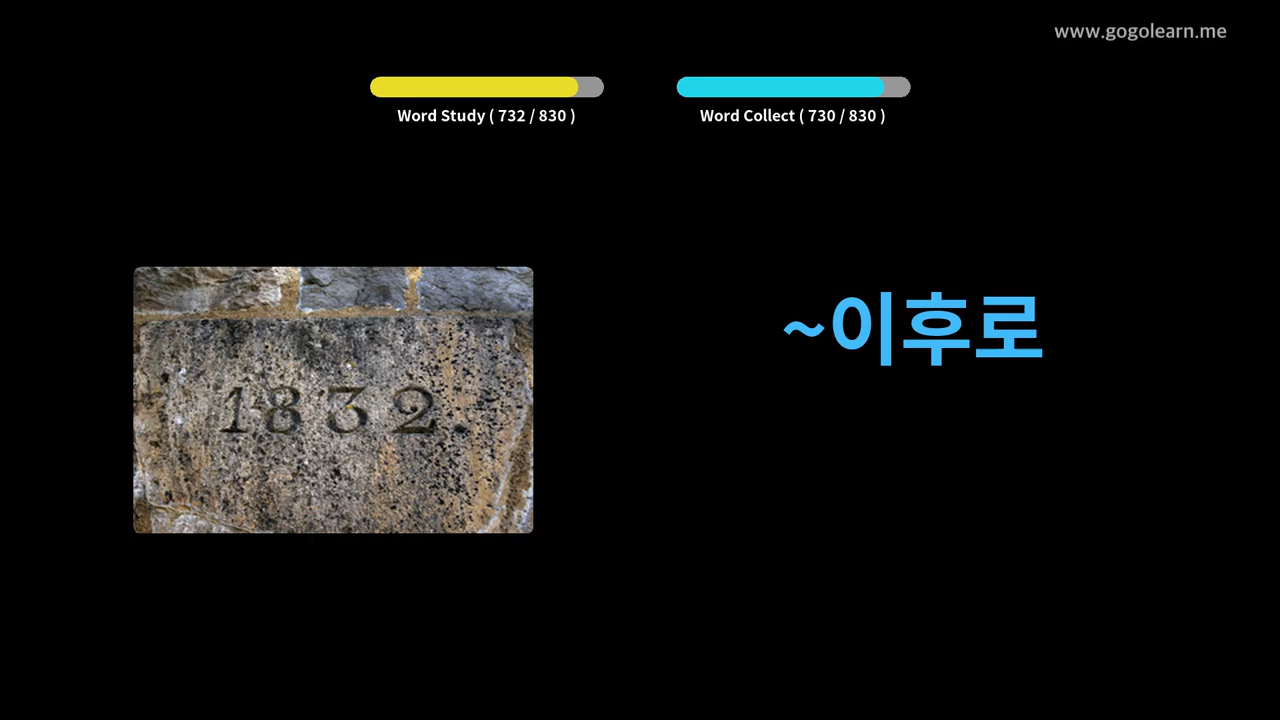 www.gogolearn.me
Word Study ( 732 / 830 )
Word Collect ( 730 / 830 )
~이후로
1832.